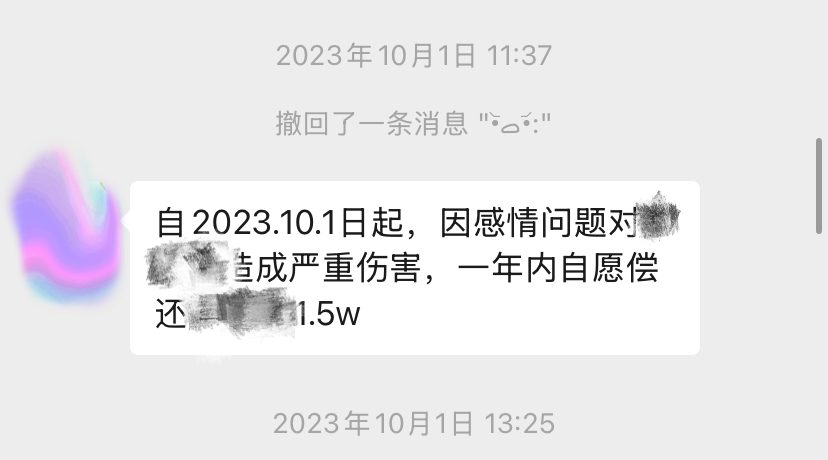 2023年10月1日 11:37
撤回了一条消息
自2023.10.1日起，因感情问题对
造成严重伤害，一年内自愿偿
还 1.5w
2023年10月1日 13:25